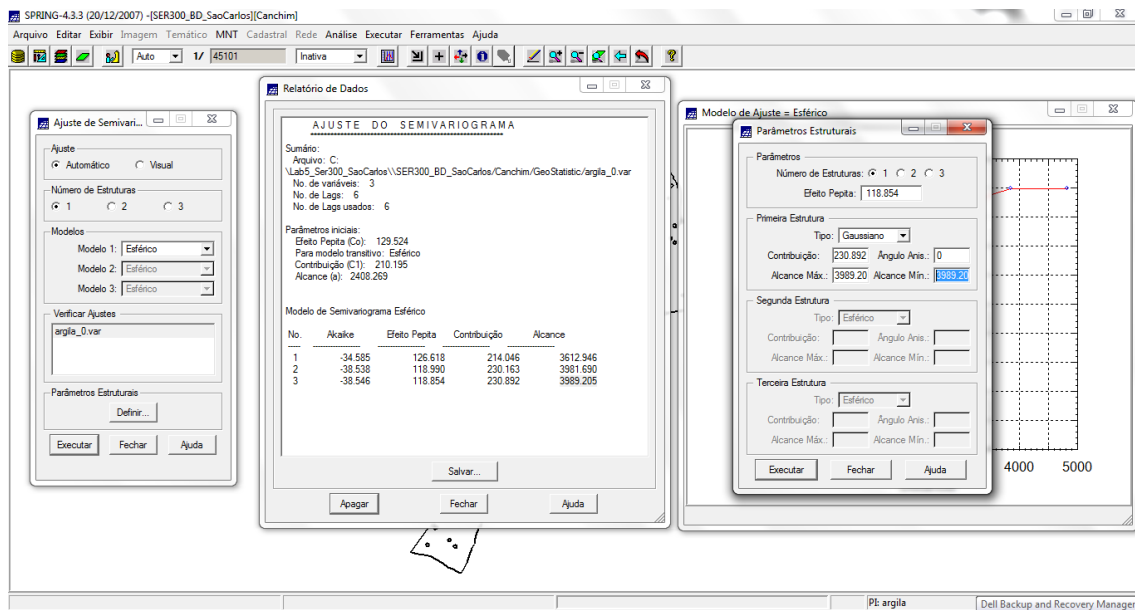 SPRING-4.3.3 (20/12/2007) -[SER300_BD_SaoCarlos][Canchim]
Arquivo Editar Exibir Imagem Temático MNT Cadastral Rede Análise Executar Ferramentas Ajuda
Auto 1/ 45101 Inativa
Ajuste de Semivari...
Ajuste
Automático Visual
Número de Estruturas
1 2 3
Modelos
Modelo 1: Esférico
Modelo 2: Esférico
Modelo 3: Esférico
Verificar Ajustes
argila_0.var
Parâmetros Estruturais
Definir...
Executar Fechar Ajuda
Relatório de Dados
AJUSTE DO SEMIVARIOGRAMA
Sumário:
Arquivo: C:
\Lab5_Ser300_SaoCarlos\\SER300_BD_SaoCarlos/Canchim/GeoStatistic/argila_0.var
No. de variáveis: 3
No. de Lags: 6
No. de Lags usados: 6
Parâmetros iniciais:
Efeito Pepita (Co): 129.524
Para modelo transitivo: Esférico
Contribuição (C1): 210.195
Alcance (a): 2408.269
Modelo de Semivariograma Esférico
No. Akaike Efeito Pepita Contribuição Alcance
1 -34.585 126.618 214.046 3612.946
2 -38.538 118.990 230.163 3981.690
3 -38.546 118.854 230.892 3989.205
Salvar...
Apagar Fechar Ajuda
Modelo de Ajuste = Esférico
4000 5000
Parâmetros Estruturais
Parâmetros
Número de Estruturas: 1 2 3
Efeito Pepita: 118.854
Primeira Estrutura
Tipo: Gaussiano
Contribuição: 230.892 Ângulo Anis.: 0
Alcance Máx.: 3989.20 Alcance Mín.: 3989.20
Segunda Estrutura
Tipo: Esférico
Contribuição: Ângulo Anis.:
Alcance Máx.: Alcance Mín.:
Terceira Estrutura
Tipo: Esférico
Contribuição: Ângulo Anis.:
Alcance Máx.: Alcance Mín.:
Executar Fechar Ajuda
PI: argila
Dell Backup and Recovery Manager